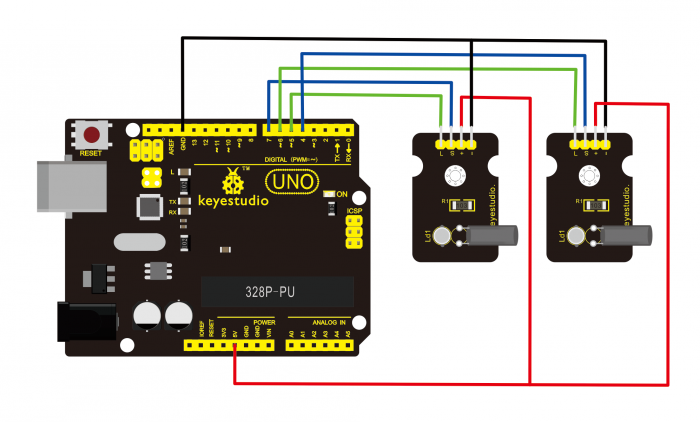 RESET
AREF
GND
13
12
~11
~10
~9
8
7
~6
~5
4
~3
2
TX→1
RX←0
DIGITAL (PWM=~)
L
TX
RX
keyestudio
TM
UNO
ON
ICSP
328P-PU
POWER
ANALOG IN
IOREF
RESET
3V3
5V
GND
GND
VIN
A0
A1
A2
A3
A4
A5
L
S
+
R1
Ld1
keyestudio.
L
S
+
R1
Ld1
keyestudio.